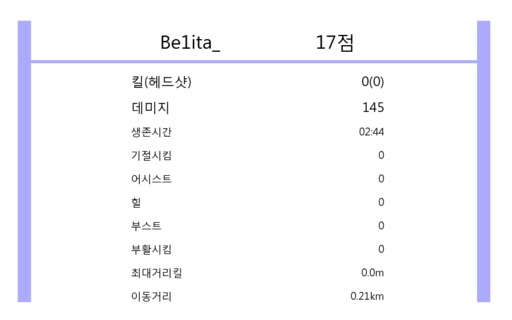 Be1ita_ 17점
킬(헤드샷) 0(0)
데미지 145
생존시간 02:44
기절시킴 0
어시스트 0
힐 0
부스트 0
부활시킴 0
최대거리킬 0.0m
이동거리 0.21km